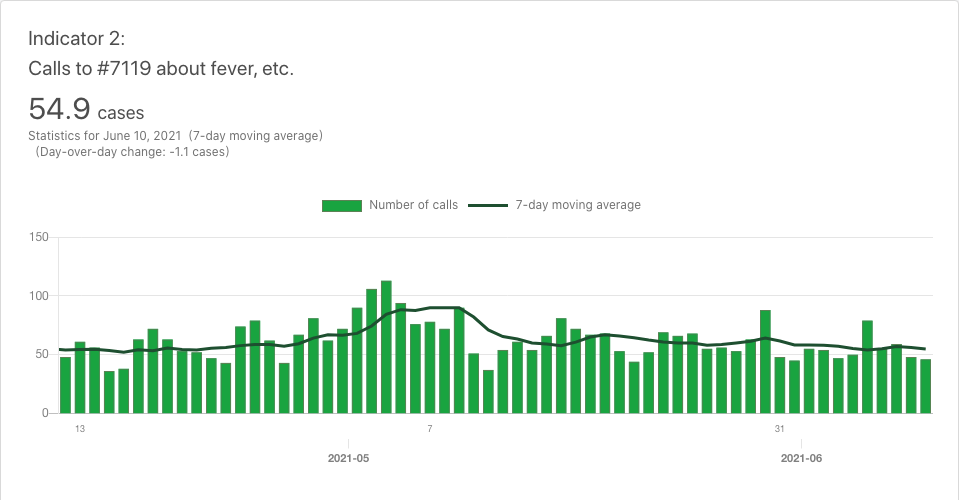 Indicator 2:
Calls to #7119 about fever, etc.
54.9 cases
Statistics for June 10, 2021 (7-day moving average)
(Day-over-day change: -1.1 cases)
Number of calls 7-day moving average
150
100
50
0
13 7 31
2021-05 2021-06